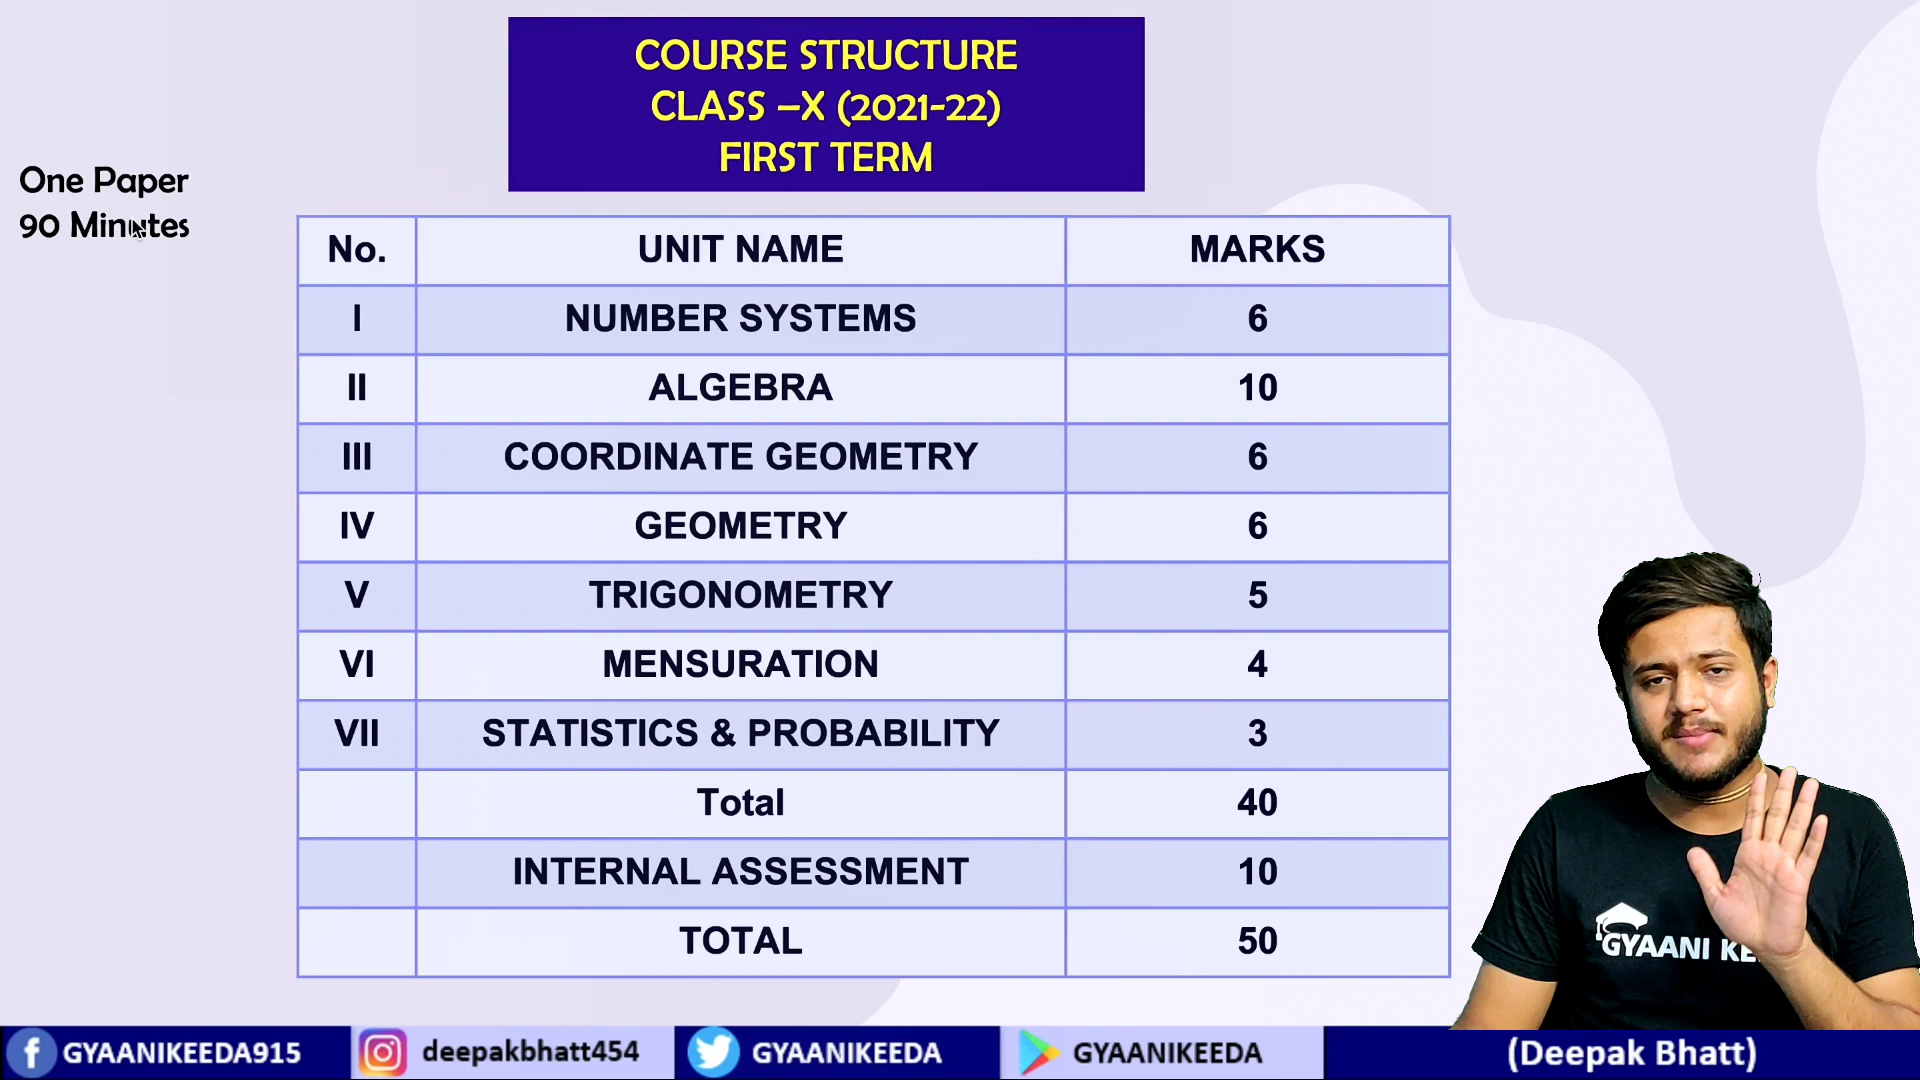 COURSE STRUCTURE
CLASS –X (2021-22)
FIRST TERM
One Paper
90 Minutes
No. UNIT NAME MARKS
I NUMBER SYSTEMS 6
II ALGEBRA 10
III COORDINATE GEOMETRY 6
IV GEOMETRY 6
V TRIGONOMETRY 5
VI MENSURATION 4
VII STATISTICS & PROBABILITY 3
Total 40
INTERNAL ASSESSMENT 10
TOTAL 50
GYAANI KE
GYAANIKEEDA915 deepakbhatt454 GYAANIKEEDA GYAANIKEEDA (Deepak Bhatt)